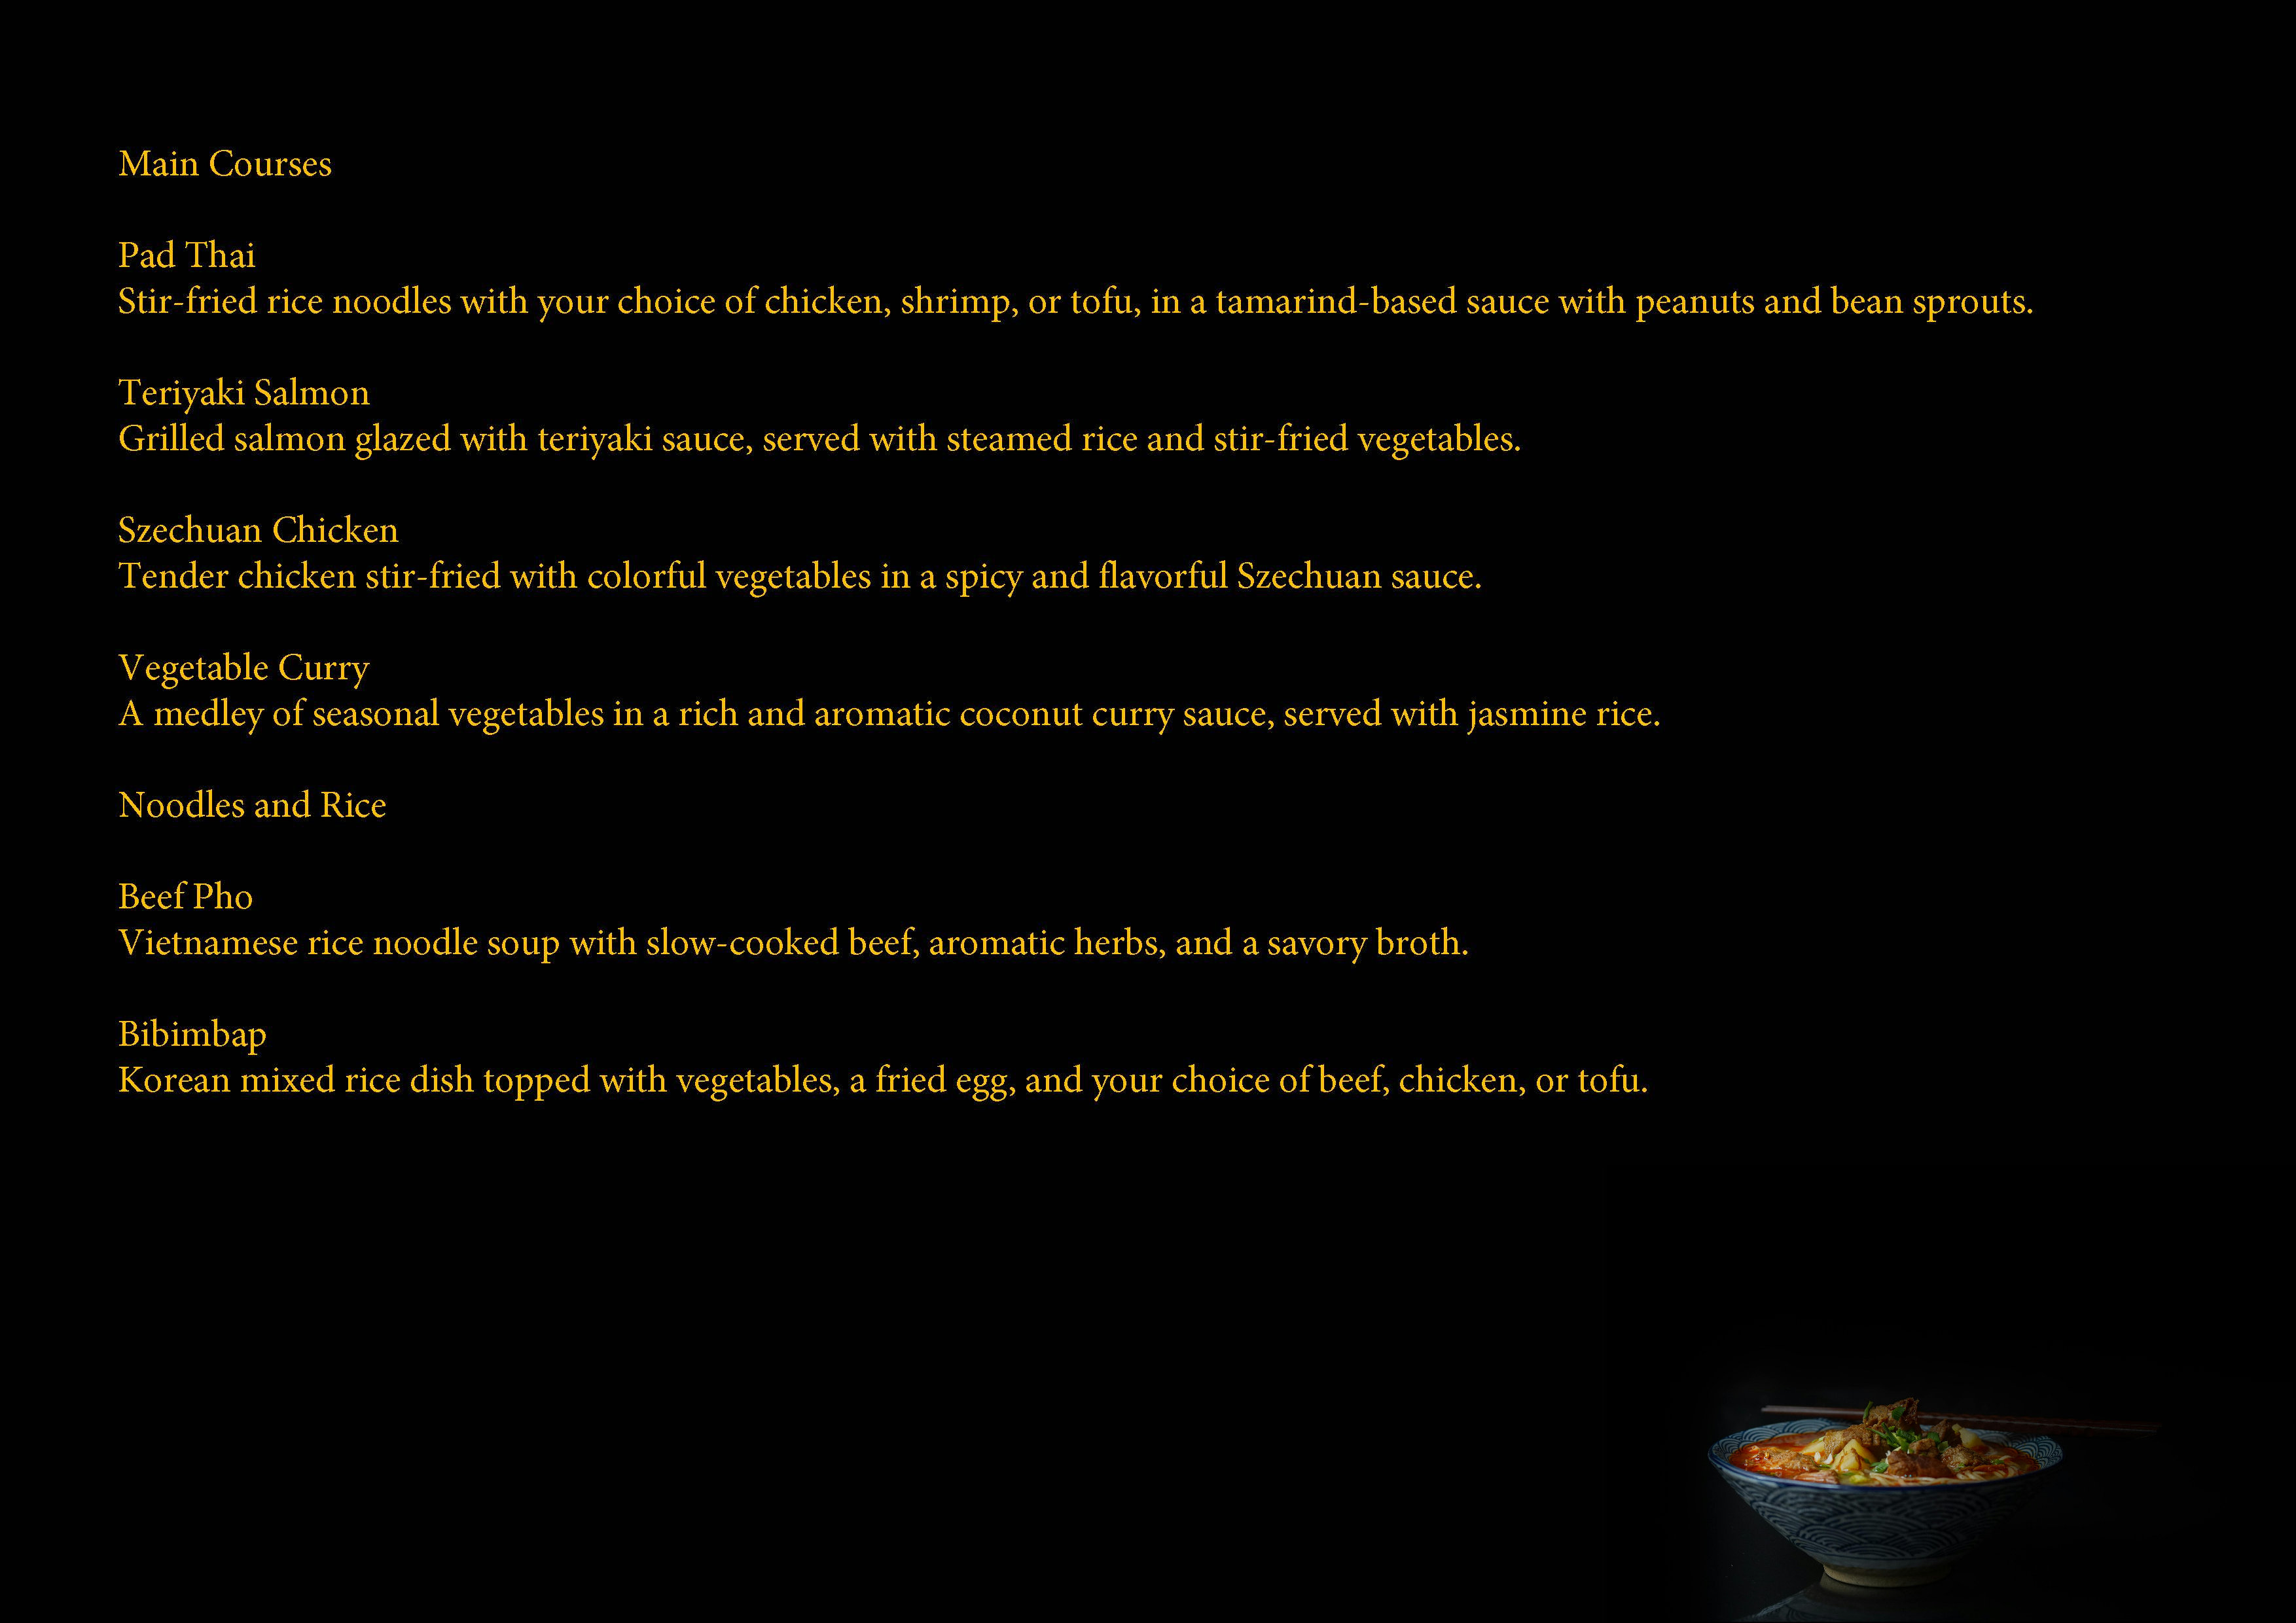 Main Courses
Pad Thai
Stir-fried rice noodles with your choice of chicken, shrimp, or tofu, in a tamarind-based sauce with peanuts and bean sprouts.
Teriyaki Salmon
Grilled salmon glazed with teriyaki sauce, served with steamed rice and stir-fried vegetables.
Szechuan Chicken
Tender chicken stir-fried with colorful vegetables in a spicy and flavorful Szechuan sauce.
Vegetable Curry
A medley of seasonal vegetables in a rich and aromatic coconut curry sauce, served with jasmine rice.
Noodles and Rice
Beef Pho
Vietnamese rice noodle soup with slow-cooked beef, aromatic herbs, and a savory broth.
Bibimbap
Korean mixed rice dish topped with vegetables, a fried egg, and your choice of beef, chicken, or tofu.